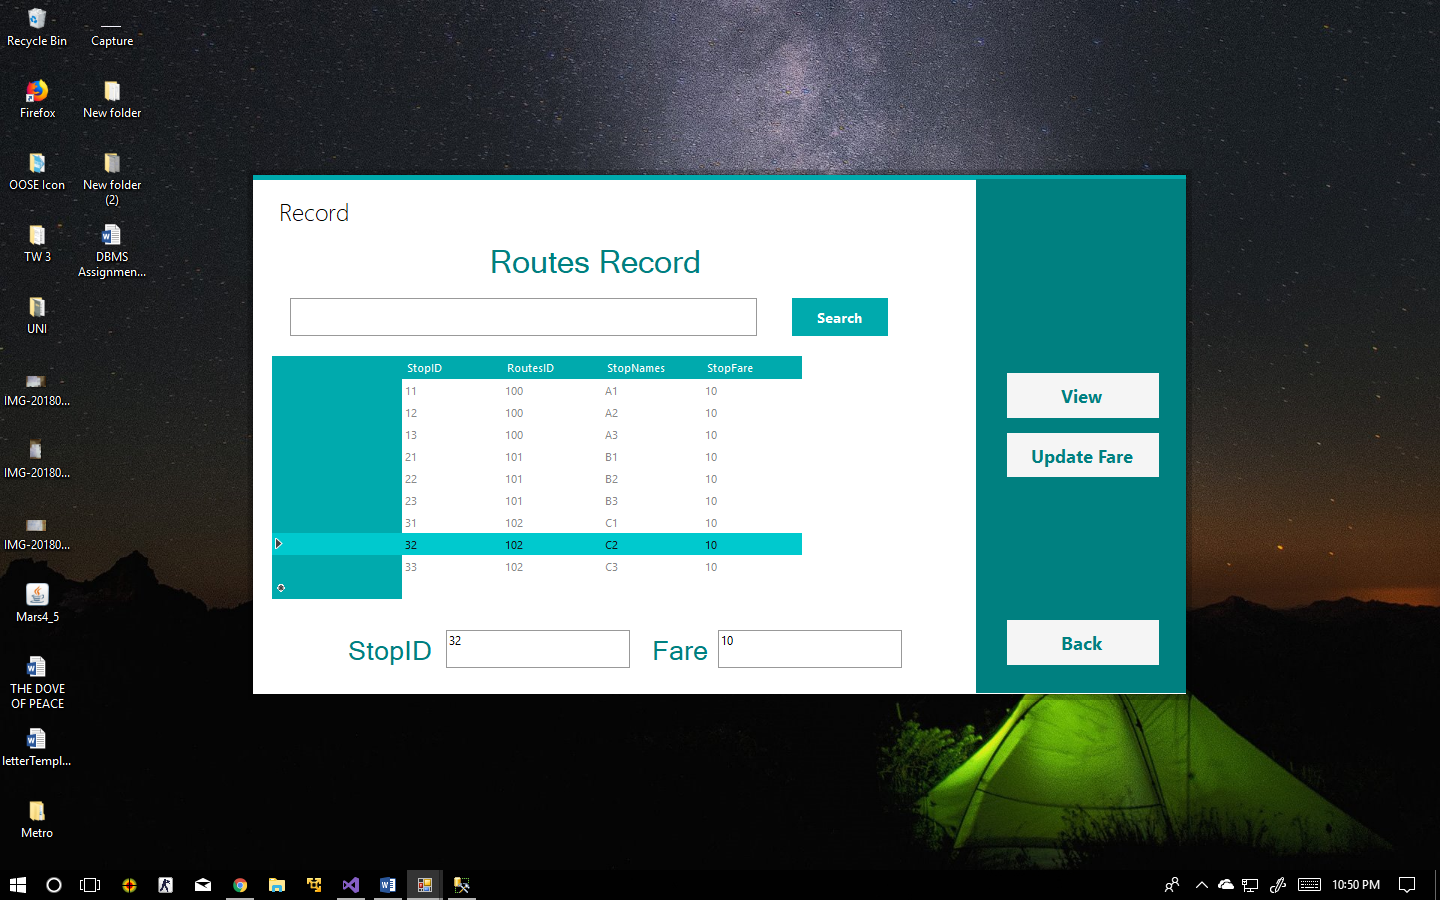 Recycle Bin
Capture
Firefox
New folder
OOSE Icon
New folder
(2)
TW 3
DBMS
Assignmen...
UNI
IMG-20180...
IMG-20180...
IMG-20180...
Mars4_5
THE DOVE
OF PEACE
letterTempl...
Metro
Record
Routes Record
Search
StopID RoutesID StopNames StopFare
11 100 A1 10
12 100 A2 10
13 100 A3 10
21 101 B1 10
22 101 B2 10
23 101 B3 10
31 102 C1 10
32 102 C2 10
33 102 C3 10
StopID 32 Fare 10
View
Update Fare
Back
10:50 PM